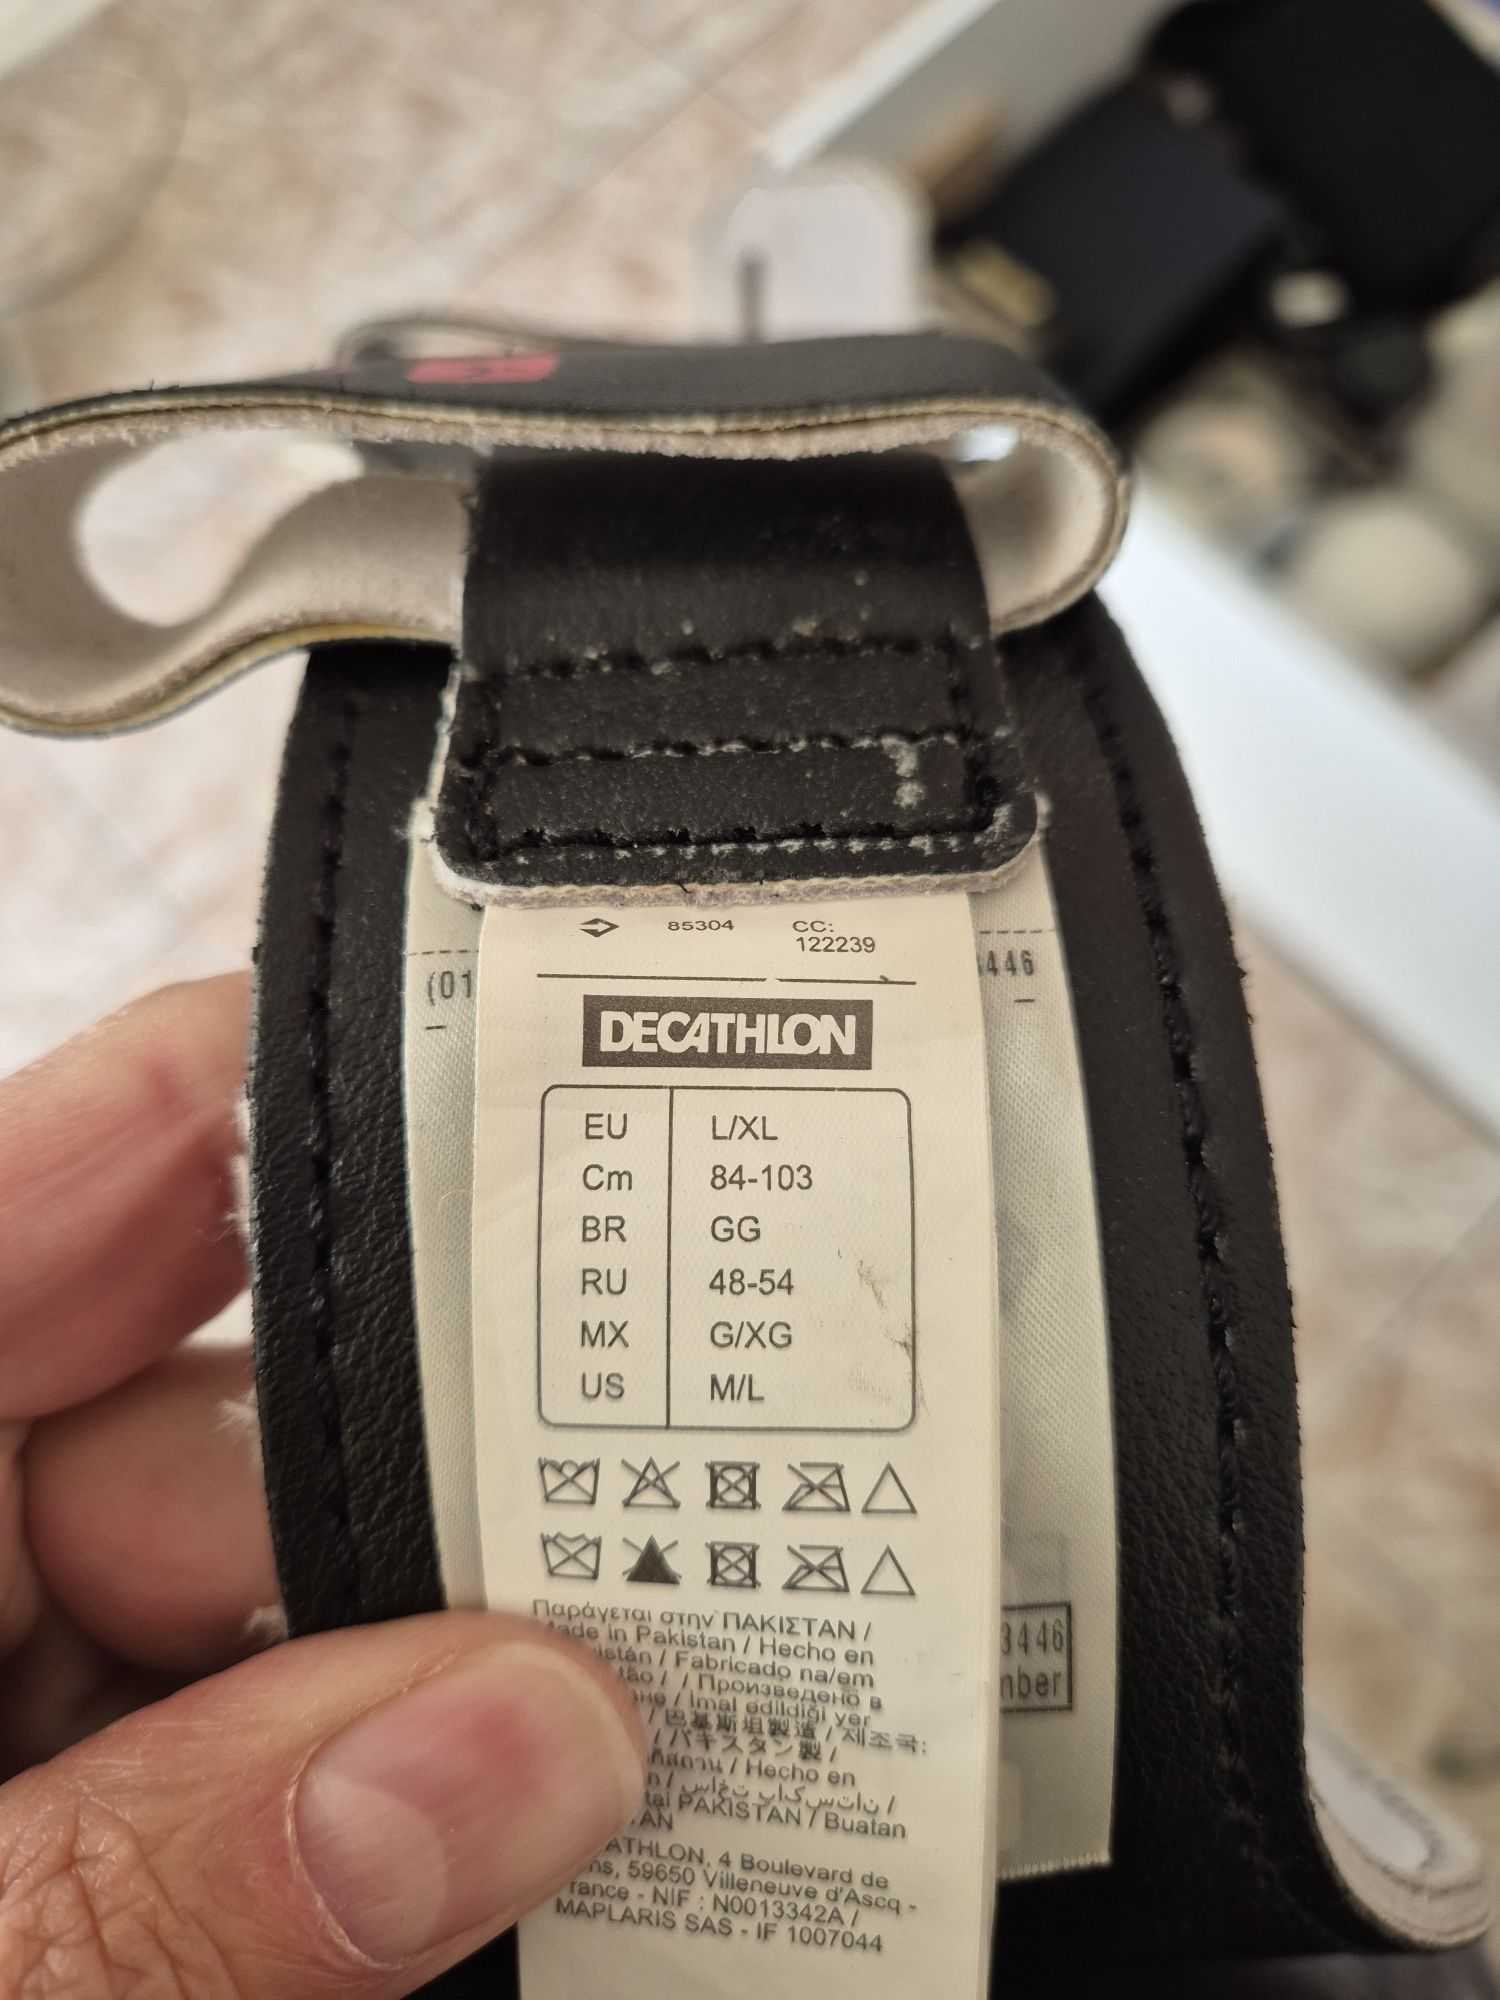 85304 CC:
122239
(01
3446
DECATHLON
EU L/XL
Cm 84-103
BR GG
RU 48-54
MX G/XG
US M/L
Παράγεται στην ΠΑΚΙΣΤΑΝ /
Made in Pakistan / Hecho en
/ Fabricado na/em
/ / Произведено в
/ İmal edildiği yer
/ 巴基斯坦製造 / 제조국:
/ パキスタン製 /
/ Hecho en
/ ساخت پاکستان /
PAKISTAN / Buatan
DECATHLON, 4 Boulevard de
59650 Villeneuve d'Ascq -
France - NIF : N0013342A /
MAPLARIS SAS - IF 1007044
3446